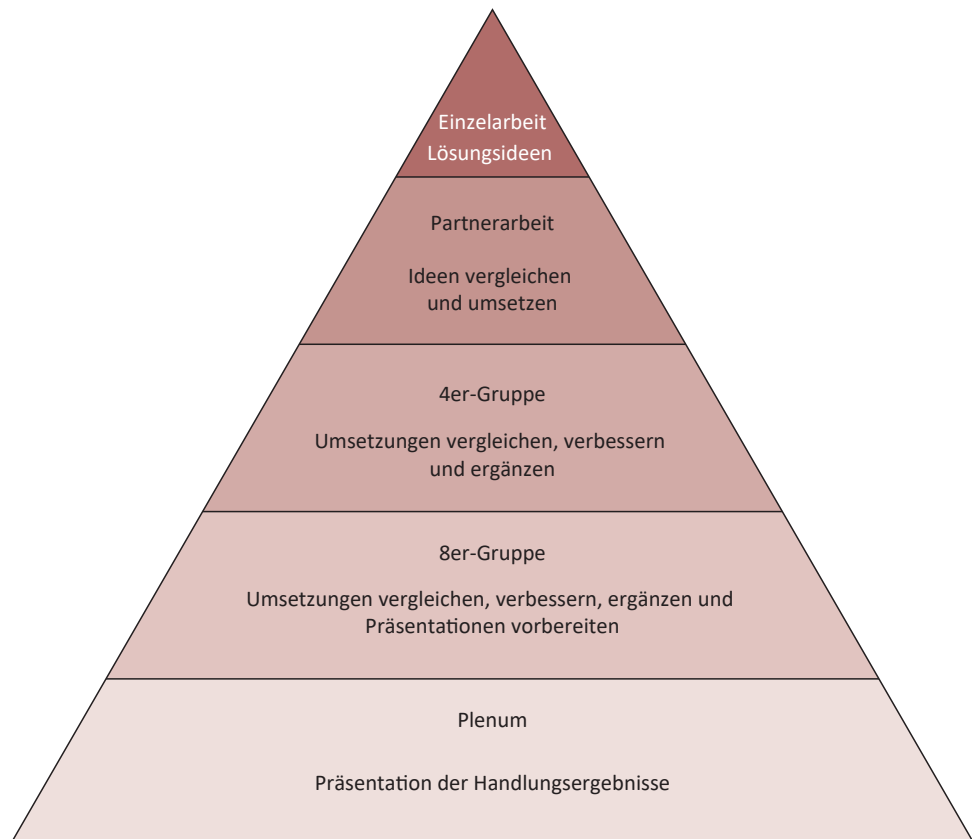 Einzelarbeit
Lösungsideen
Partnerarbeit
Ideen vergleichen
und umsetzen
4er-Gruppe
Umsetzungen vergleichen, verbessern
und ergänzen
8er-Gruppe
Umsetzungen vergleichen, verbessern, ergänzen und
Präsentationen vorbereiten
Plenum
Präsentation der Handlungsergebnisse